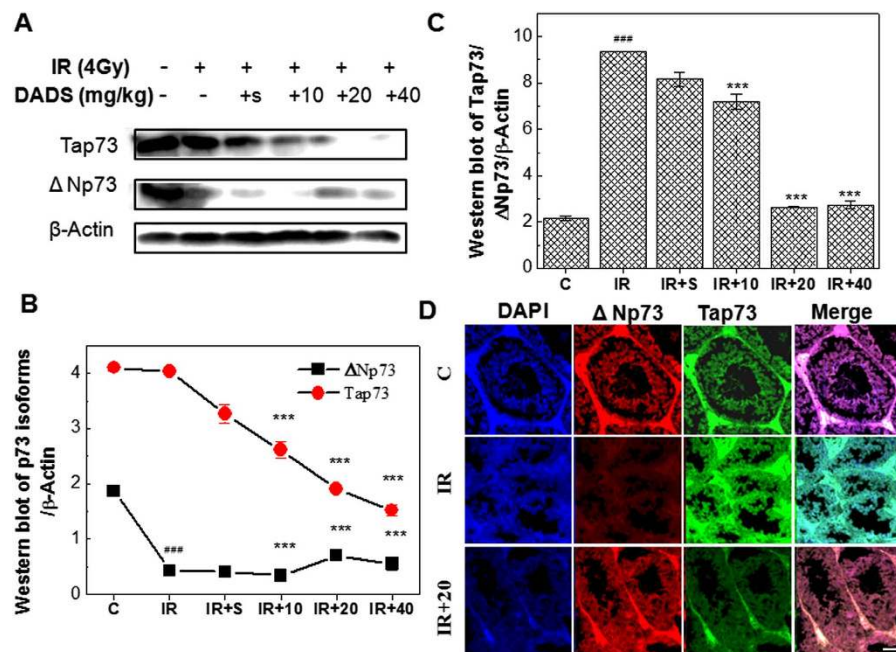 A
IR (4Gy) - + + + + +
DADS (mg/kg) - - +s +10 +20 +40
Tap73
Δ Np73
β-Actin
B
Western blot of p73 isoforms
/β-Actin
5
4
3
2
1
0
ΔNp73
Tap73
###
***
***
***
***
***
***
C IR IR+S IR+10 IR+20 IR+40
C
Western blot of Tap73/
ΔNp73/β-Actin
10
8
6
4
2
0
###
***
***
***
C IR IR+S IR+10 IR+20 IR+40
D
DAPI Δ Np73 Tap73 Merge
C
IR
IR+20